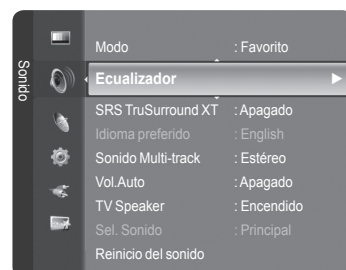 Sonido
Modo : Favorito
Ecualizador
SRS TruSurround XT : Apagado
Idioma preferido : English
Sonido Multi-track : Estéreo
Vol.Auto : Apagado
TV Speaker : Encendido
Sel. Sonido : Principal
Reinicio del sonido